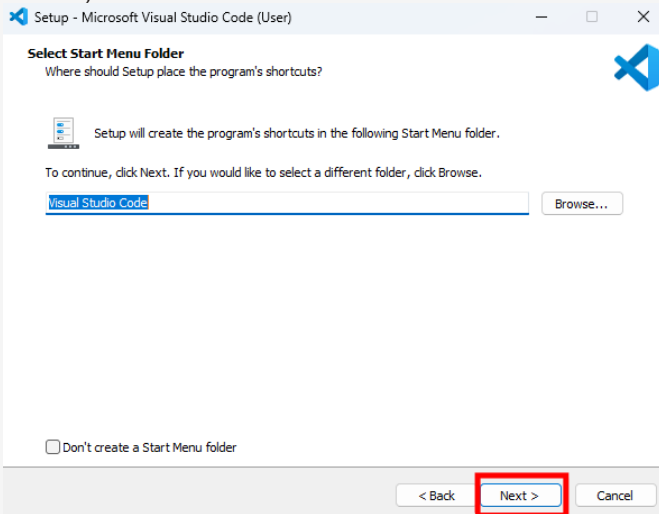 Setup - Microsoft Visual Studio Code (User)
Select Start Menu Folder
Where should Setup place the program's shortcuts?
Setup will create the program's shortcuts in the following Start Menu folder.
To continue, click Next. If you would like to select a different folder, click Browse.
Visual Studio Code
Browse...
Don't create a Start Menu folder
< Back
Next >
Cancel